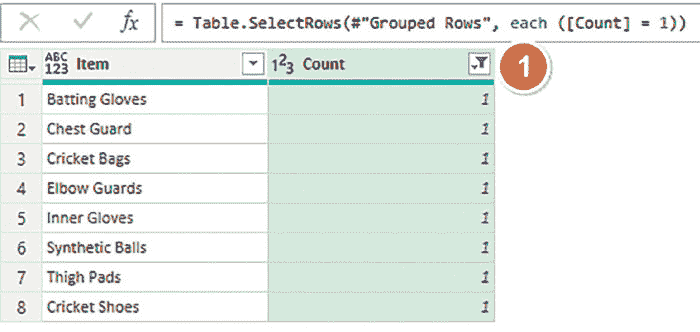 fx = Table.SelectRows(#"Grouped Rows", each ([Count] = 1))
ABC 123 Item 1²3 Count 1
1 Batting Gloves 1
2 Chest Guard 1
3 Cricket Bags 1
4 Elbow Guards 1
5 Inner Gloves 1
6 Synthetic Balls 1
7 Thigh Pads 1
8 Cricket Shoes 1